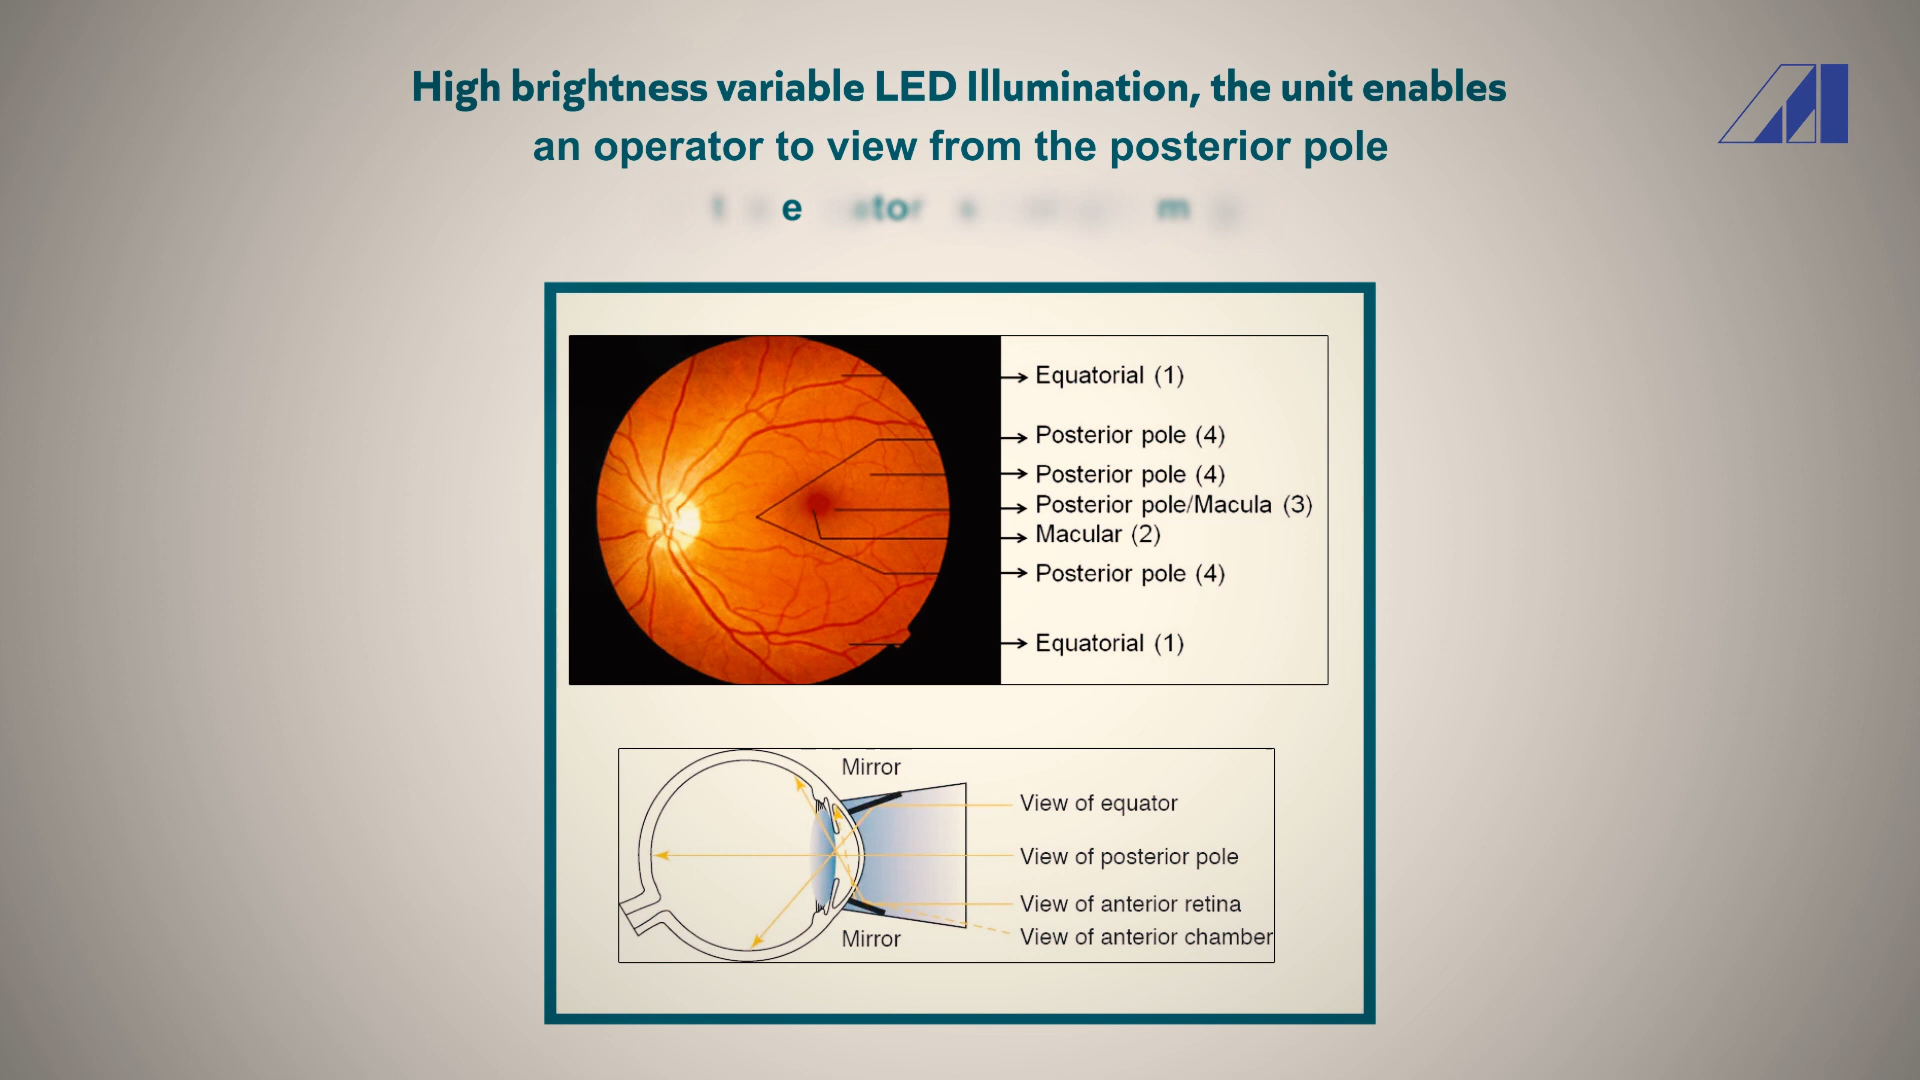 High brightness variable LED Illumination, the unit enables
an operator to view from the posterior pole
Equatorial (1)
Posterior pole (4)
Posterior pole (4)
Posterior pole/Macula (3)
Macular (2)
Posterior pole (4)
Equatorial (1)
Mirror
View of equator
View of posterior pole
View of anterior retina
View of anterior chamber
Mirror